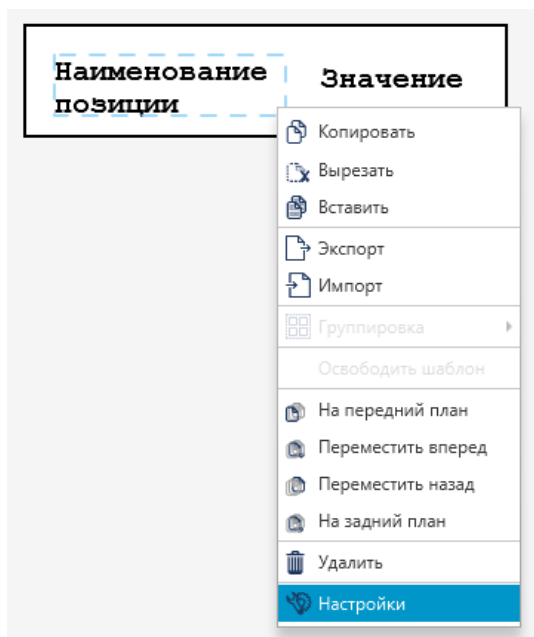 Наименование
позиции
Значение
Копировать
Вырезать
Вставить
Экспорт
Импорт
Группировка
Освободить шаблон
На передний план
Переместить вперед
Переместить назад
На задний план
Удалить
Настройки